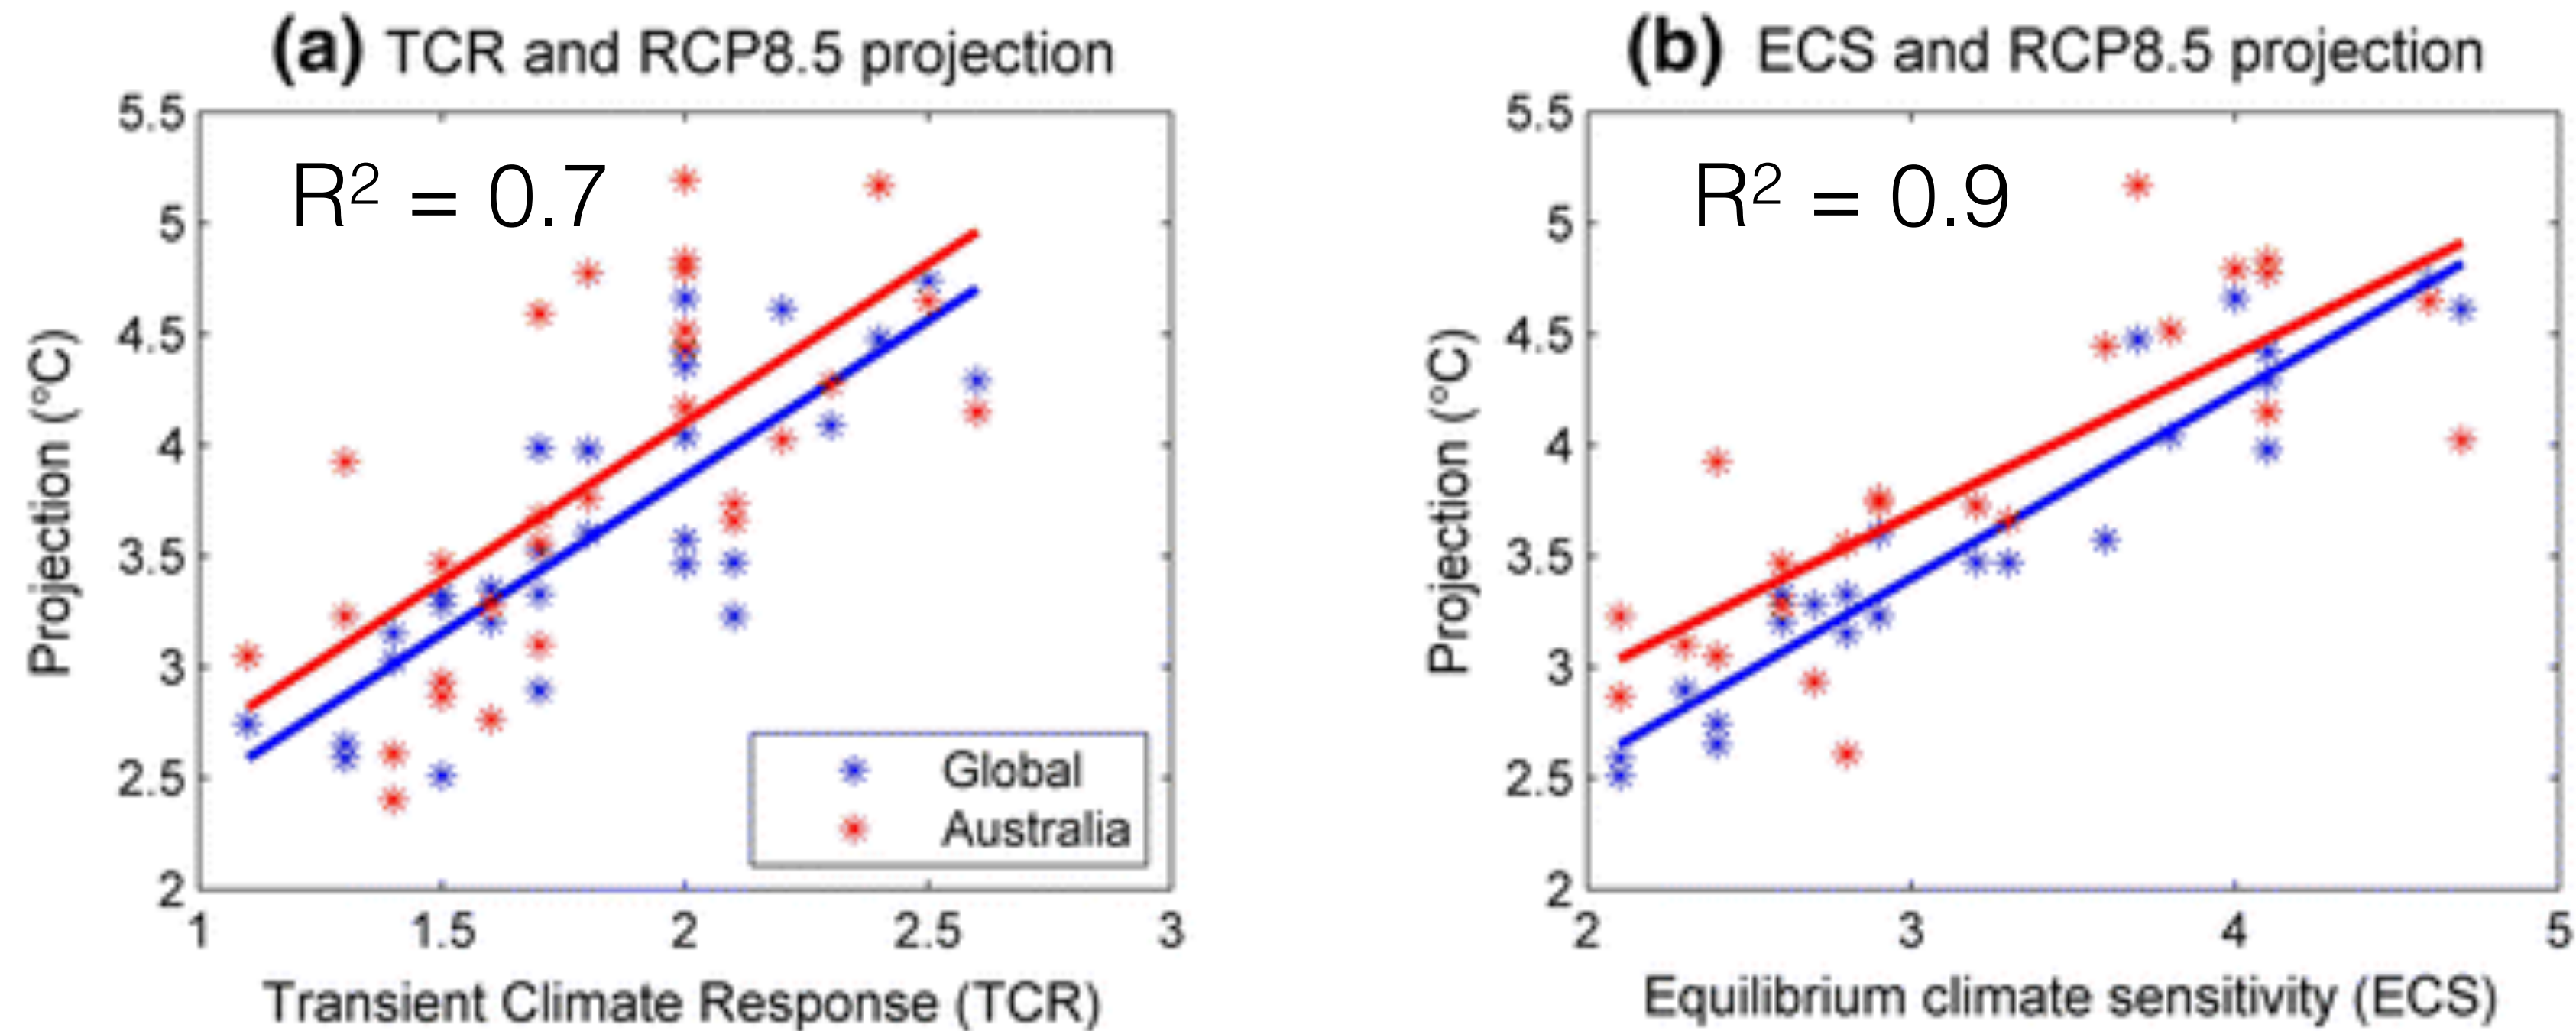 (a) TCR and RCP8.5 projection
R² = 0.7
5.5
5
4.5
4
3.5
3
2.5
2
Projection (°C)
1 1.5 2 2.5 3
Transient Climate Response (TCR)
Global
Australia
(b) ECS and RCP8.5 projection
R² = 0.9
5.5
5
4.5
4
3.5
3
2.5
2
Projection (°C)
2 3 4 5
Equilibrium climate sensitivity (ECS)